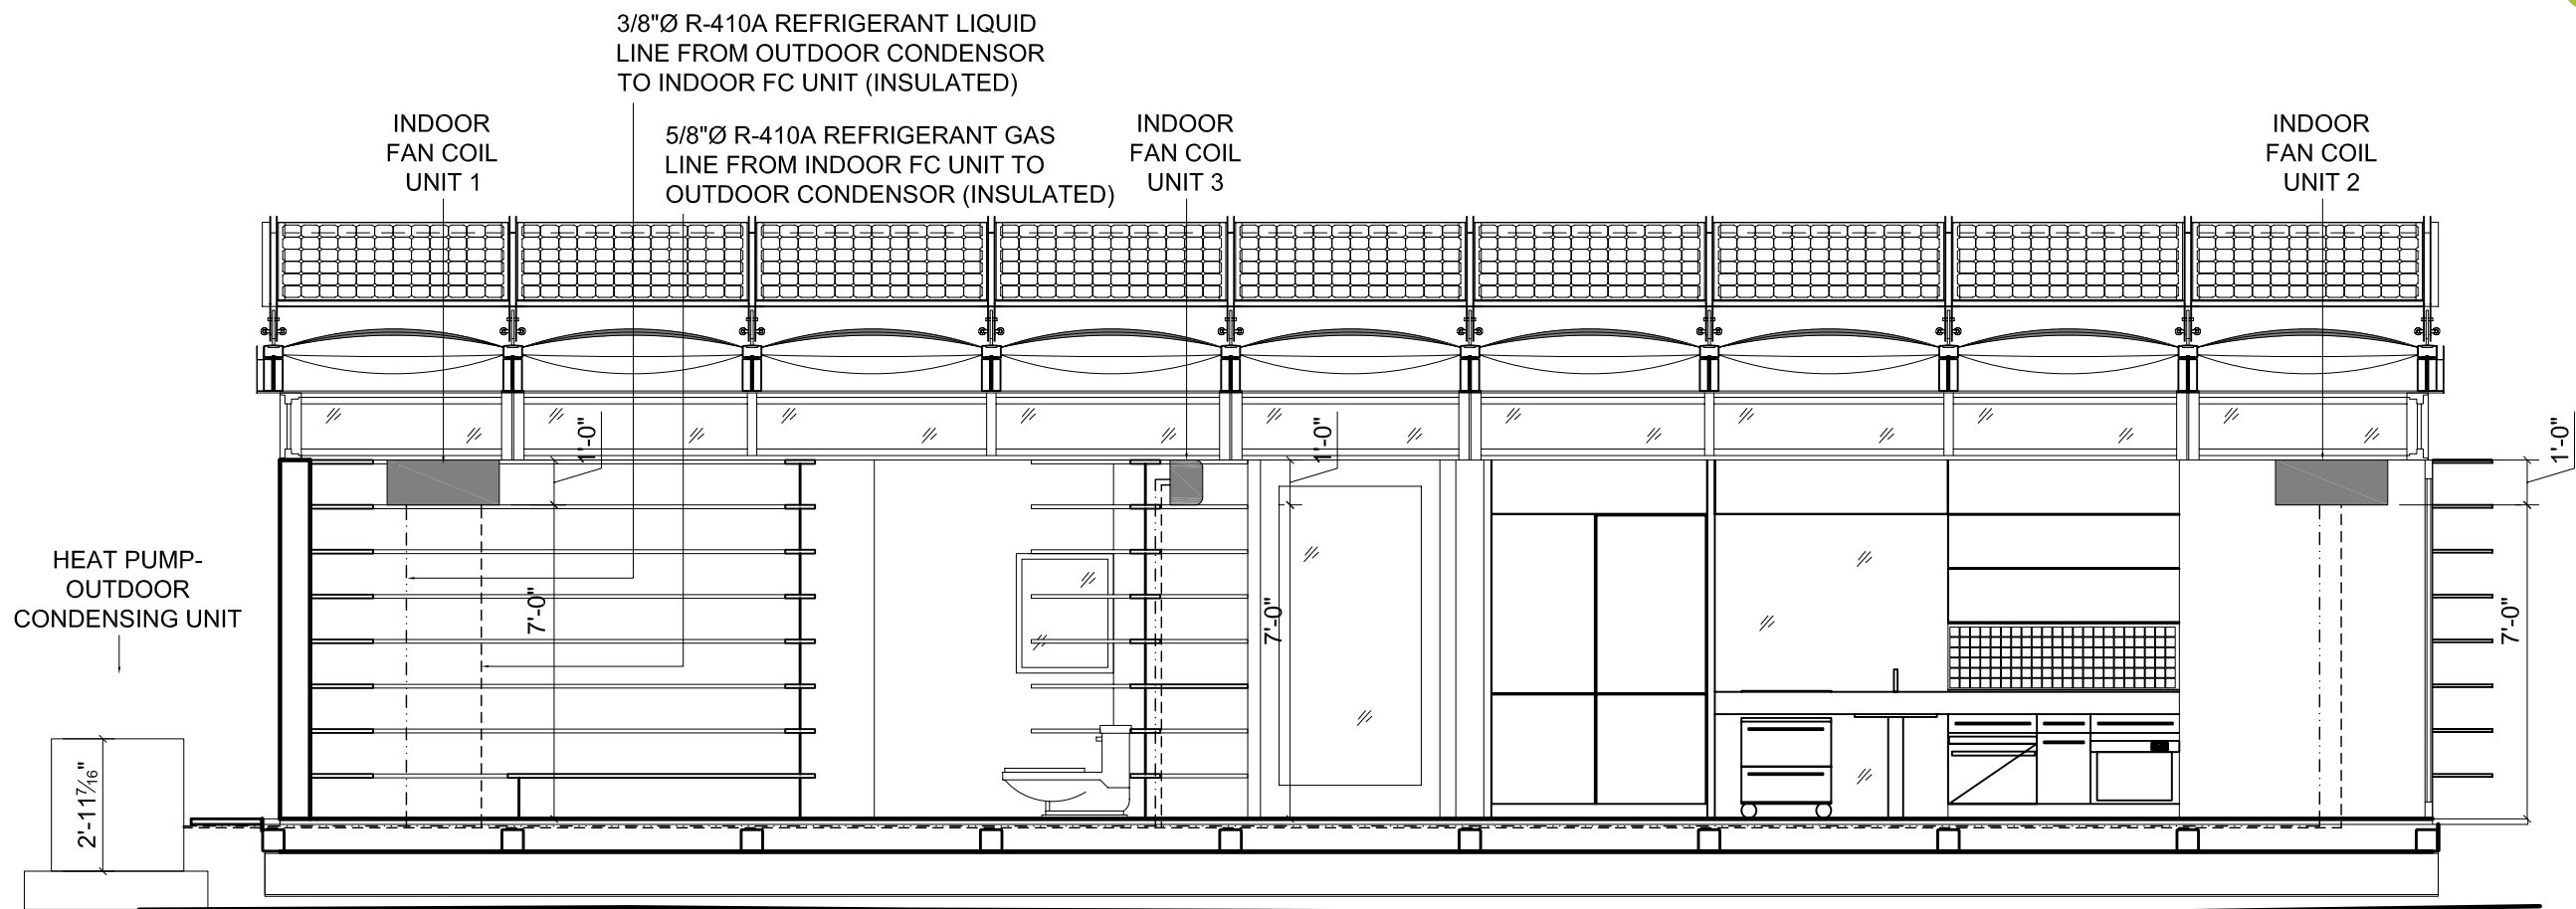 3/8"Ø R-410A REFRIGERANT LIQUID
LINE FROM OUTDOOR CONDENSOR
TO INDOOR FC UNIT (INSULATED)
INDOOR
FAN COIL
UNIT 1
5/8"Ø R-410A REFRIGERANT GAS
LINE FROM INDOOR FC UNIT TO
OUTDOOR CONDENSOR (INSULATED)
INDOOR
FAN COIL
UNIT 3
INDOOR
FAN COIL
UNIT 2
1'-0"
1'-0"
1'-0"
HEAT PUMP-
OUTDOOR
CONDENSING UNIT
7'-0"
7'-0"
7'-0"
2'-11 7/16"